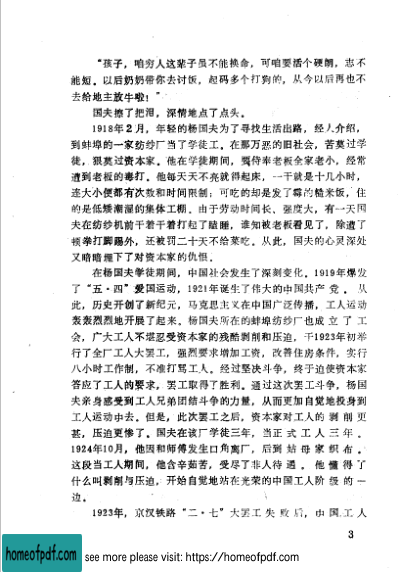 “孩子，咱穷人这辈子虽不能换命，可咱要活个硬朗，志不
能短。以后奶奶带你去讨饭，起码多个打狗的，从今以后再也不
去给地主放牛啦！”
国夫擦了把泪，深情地点了点头。
1918年2月，年轻的杨国夫为了寻找生活出路，经人介绍，
到蚌埠的一家纺纱厂当了学徒工。在那万恶的旧社会，苦莫过学
徒，狠莫过资本家。他在学徒期间，要侍奉老板全家老小，经常
遭到老板的毒打。他每天天不亮就得起床，一干就是十几小时，
连大小便都有次数和时间限制；可吃的却是发了霉的糙米饭，住
的是低矮潮湿的集体工棚。由于劳动时间长、强度大，有一天国
夫在纺纱机前干着干着打起了瞌睡，谁知被老板看见了，除遭了
顿拳打脚踢外，还被罚二十天不给菜吃。从此，国夫的心灵深处
又暗暗埋下了对资本家的仇恨。
在杨国夫学徒期间，中国社会发生了深刻变化。1919年爆发
了“五·四”爱国运动，1921年诞生了伟大的中国共产党。从
此，历史开创了新纪元，马克思主义在中国广泛传播，工人运动
轰轰烈烈地开展了起来。杨国夫所在的蚌埠纺纱厂也成立了工
会，广大工人不堪忍受资本家的残酷剥削和压迫，于1923年初举
行了全厂工人大罢工，强烈要求增加工资，改善住房条件，实行
八小时工作制，不准打骂工人。经过坚决斗争，终于迫使资本家
答应了工人的要求，罢工取得了胜利。通过这次罢工斗争，杨国
夫亲身感受到工人兄弟团结斗争的力量，从而更加自觉地投身到
工人运动中去。但是，此次罢工之后，资本家对工人的剥削更
甚，压迫更惨了。国夫在该厂学徒三年，当正式工人三年。
1924年10月，他因和师傅发生口角离厂，后到姑母家织布。
这段当工人期间，他含辛茹苦，受尽了非人待遇。他懂得了
什么叫剥削与压迫，开始自觉地站在光荣的中国工人阶级的一
边。
1923年，京汉铁路“二·七”大罢工失败后，中国工人
3
homeofpdf.com see more please visit: https://homeofpdf.com